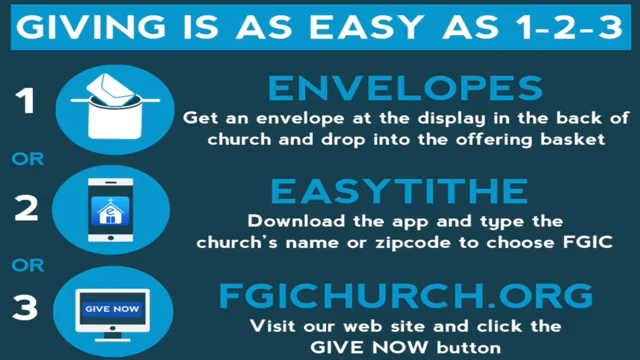 GIVING IS AS EASY AS 1-2-3
1
ENVELOPES
Get an envelope at the display in the back of
church and drop into the offering basket
OR
2
e
EASYTITHE
Download the app and type the
church's name or zipcode to choose FGIC
OR
3
GIVE NOW
FGICHURCH.ORG
Visit our web site and click the
GIVE NOW button